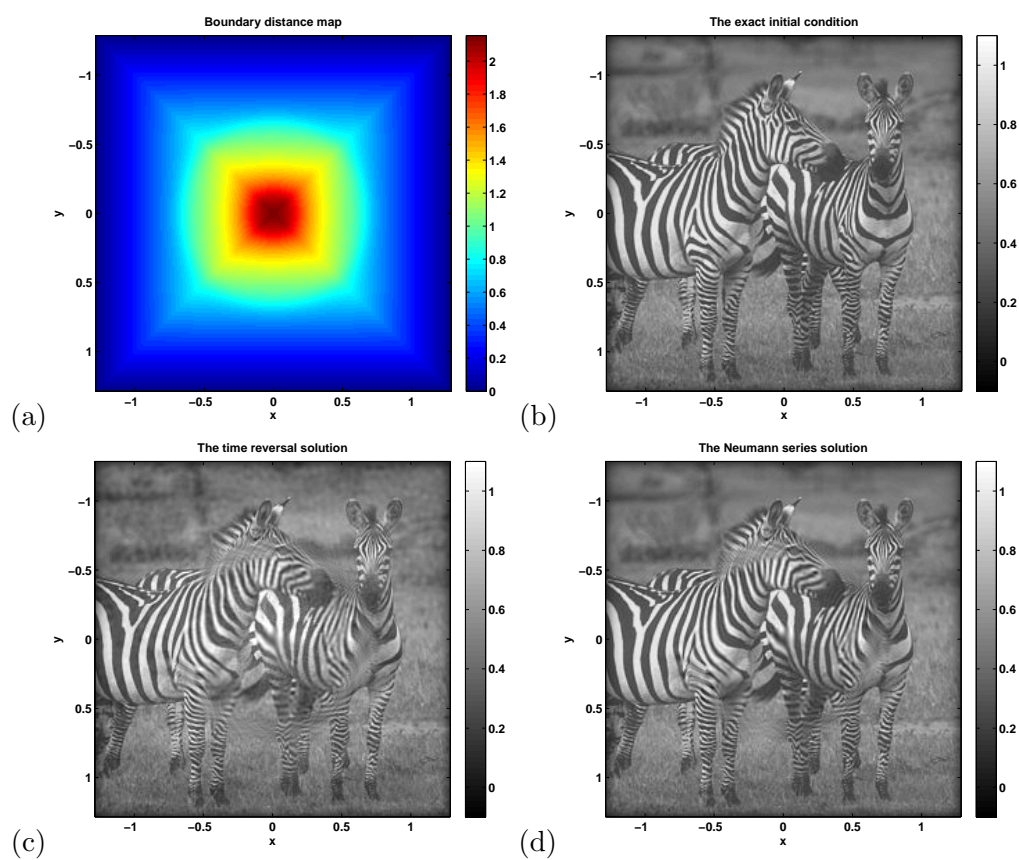 Boundary distance map
−1
−0.5
0
0.5
1
y
−1 −0.5 0 0.5 1
x
2
1.8
1.6
1.4
1.2
1
0.8
0.6
0.4
0.2
0
(a)
The exact initial condition
−1
−0.5
0
0.5
1
y
−1 −0.5 0 0.5 1
x
1
0.8
0.6
0.4
0.2
0
(b)
The time reversal solution
−1
−0.5
0
0.5
1
y
−1 −0.5 0 0.5 1
x
1
0.8
0.6
0.4
0.2
0
(c)
The Neumann series solution
−1
−0.5
0
0.5
1
y
−1 −0.5 0 0.5 1
x
1
0.8
0.6
0.4
0.2
0
(d)